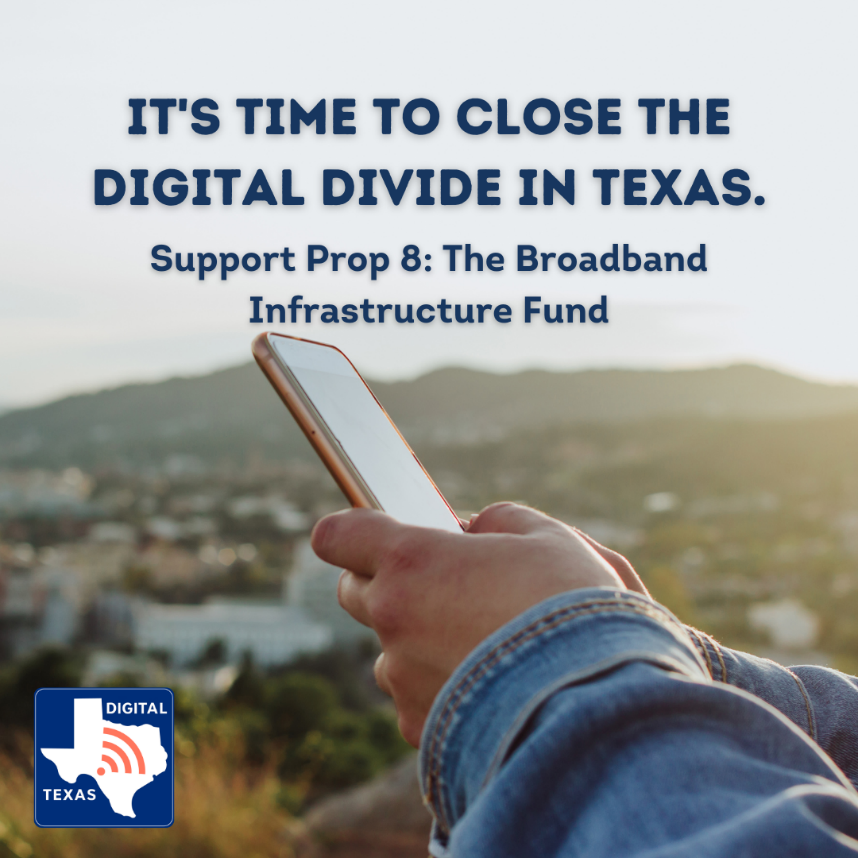 IT'S TIME TO CLOSE THE
DIGITAL DIVIDE IN TEXAS.
Support Prop 8: The Broadband
Infrastructure Fund
DIGITAL
TEXAS